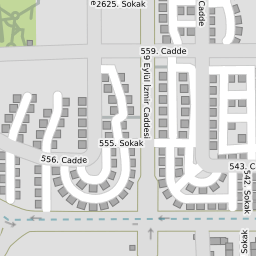 2625. Sokak
559. Cadde
Cadde
9 Eylül İzmir Caddesi
555. Sokak
556. Cadde
543. C
542. Sokak
Sokak